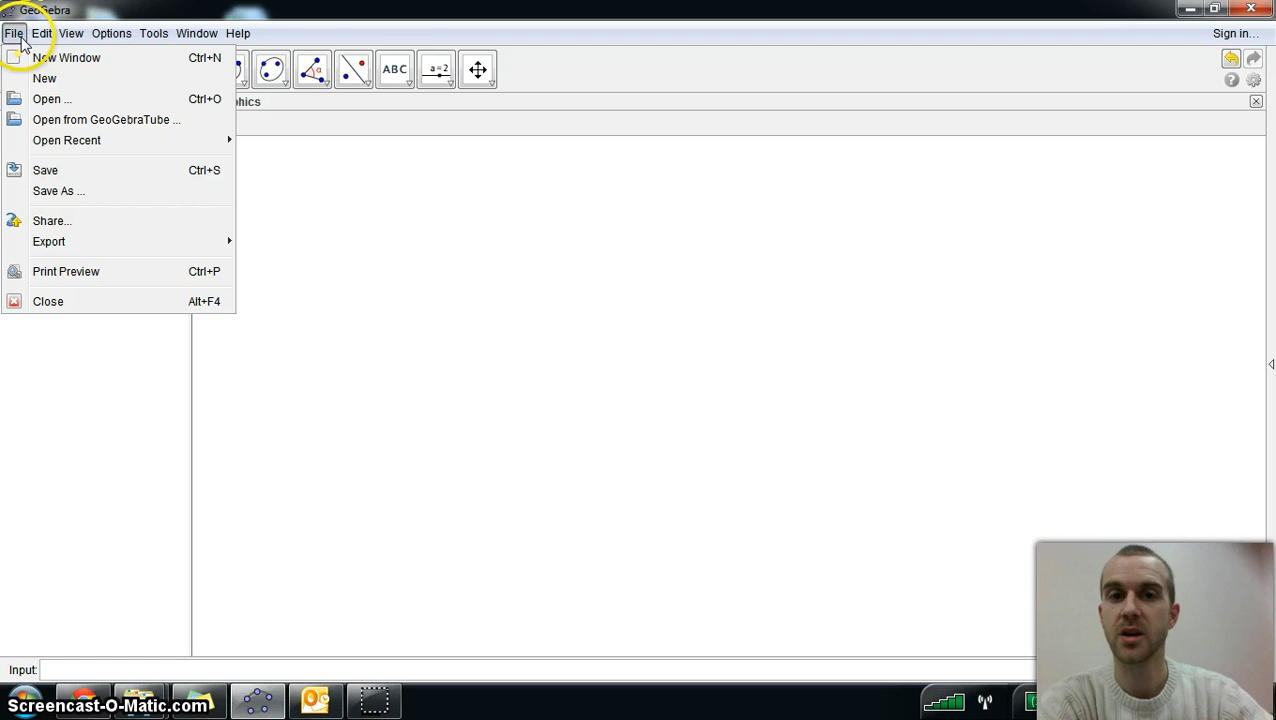 GeoGebra
File Edit View Options Tools Window Help Sign in...
New Window Ctrl+N
New
Open ... Ctrl+O
Open from GeoGebraTube ...
Open Recent
Save Ctrl+S
Save As ...
Share...
Export
Print Preview Ctrl+P
Close Alt+F4
ABC
a=2
Input:
Screencast-O-Matic.com